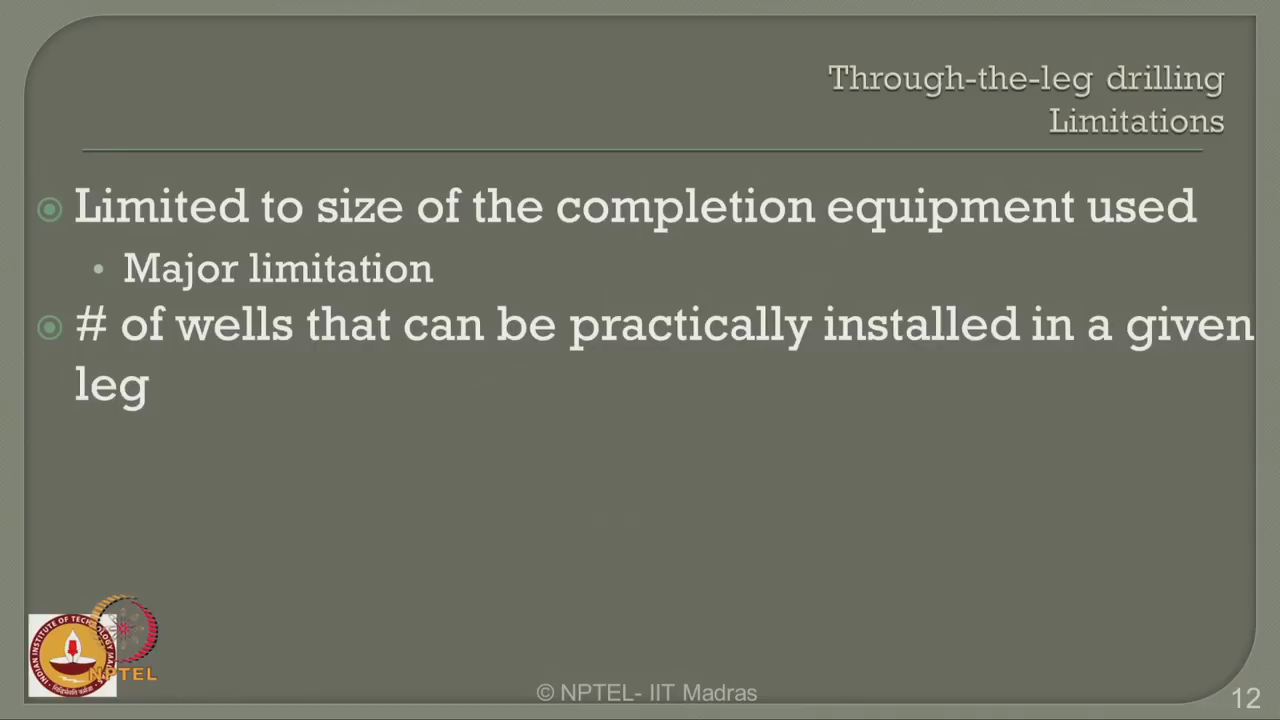 Through-the-leg drilling
Limitations
Limited to size of the completion equipment used
• Major limitation
# of wells that can be practically installed in a given
leg
NPTEL
© NPTEL- IIT Madras
12